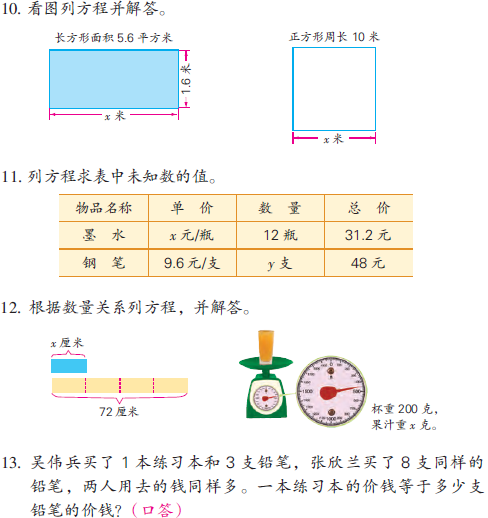 10. 看图列方程并解答。
长方形面积 5.6 平方米
正方形周长 10 米
1.6 米
x 米
x 米
11. 列方程求表中未知数的值。
物品名称 单 价 数 量 总 价
墨 水 x 元/瓶 12 瓶 31.2 元
钢 笔 9.6 元/支 y 支 48 元
12. 根据数量关系列方程，并解答。
x 厘米
72 厘米
杯重 200 克，
果汁重 x 克。
13. 吴伟兵买了 1 本练习本和 3 支铅笔，张欣兰买了 8 支同样的
铅笔，两人用去的钱同样多。一本练习本的价钱等于多少支
铅笔的价钱？（口答）